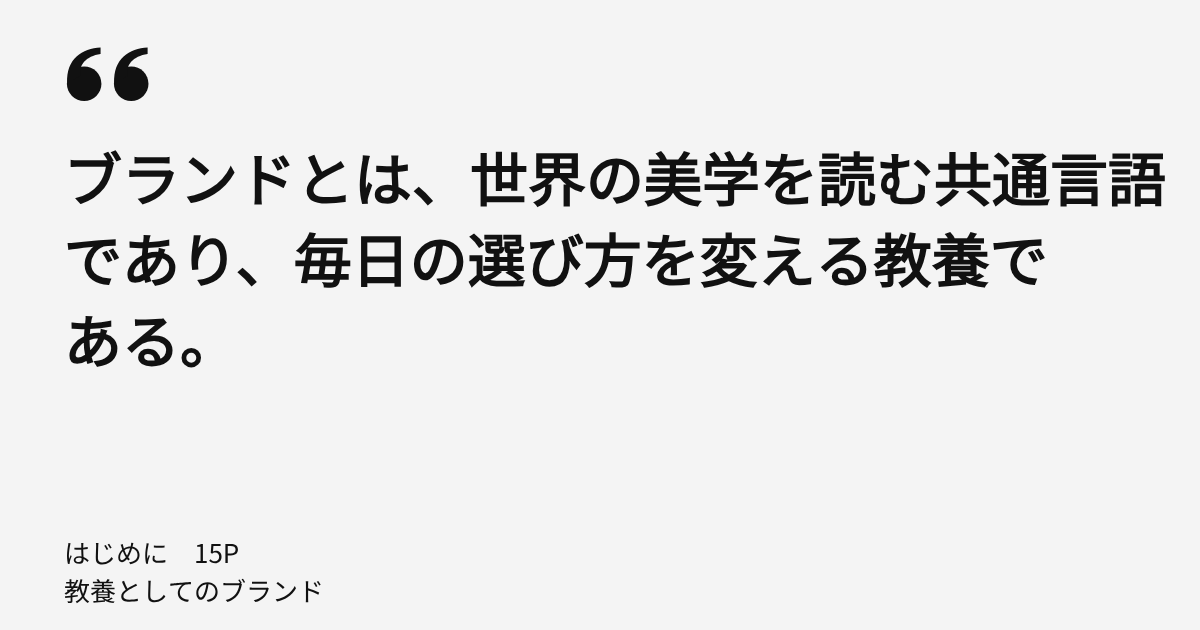 “
ブランドとは、世界の美学を読む共通言語
であり、毎日の選び方を変える教養で
ある。
はじめに　15P
教養としてのブランド